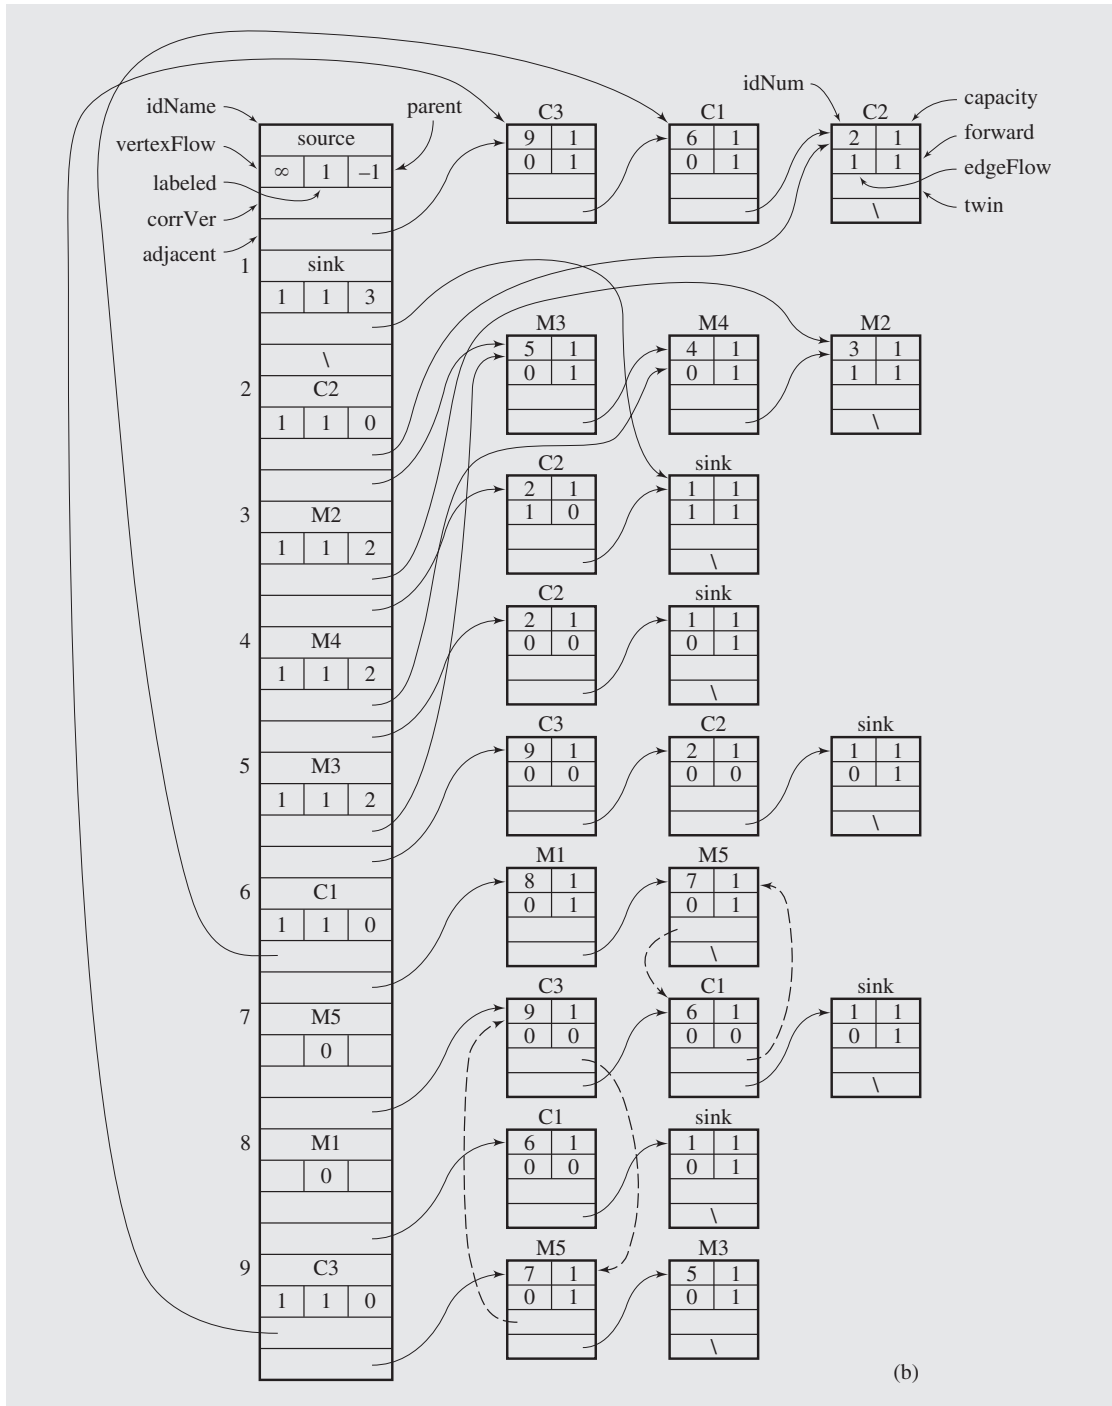 idNum
capacity
parent
C3 C1 C2
idName
source 9 1 6 1 2 1
forward
vertexFlow
∞ 1 –1 0 1 0 1 1 1
edgeFlow
labeled
corrVer \ twin
adjacent
1 sink
1 1 3
M3 M4 M2
5 1 4 1 3 1
\ 0 1 0 1 1 1
2 C2
1 1 0 \
C2 sink
2 1 1 1
3 M2 1 0 1 1
1 1 2 \
C2 sink
2 1 1 1
4 M4 0 0 0 1
1 1 2 \
C3 C2 sink
9 1 2 1 1 1
5 M3 0 0 0 0 0 1
1 1 2 \
M1 M5
8 1 7 1
6 C1 0 1 0 1
1 1 0 \
C3 C1 sink
9 1 6 1 1 1
7 M5 0 0 0 0 0 1
0 \
C1 sink
8 M1 6 1 1 1
0 0 0 0 1
\
M5 M3
9 C3 7 1 5 1
1 1 0 0 1 0 1
\
(b)